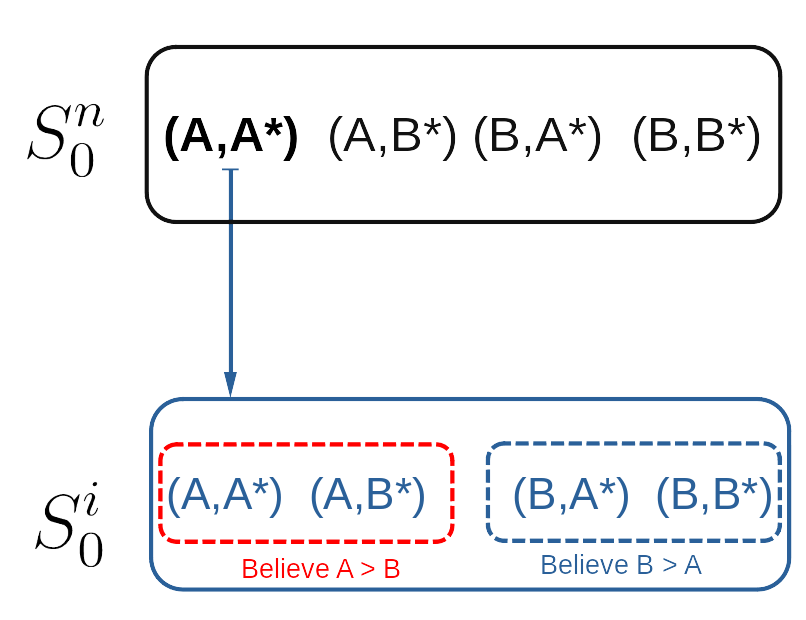 S_0^n (A,A*) (A,B*) (B,A*) (B,B*)
S_0^i (A,A*) (A,B*) (B,A*) (B,B*)
Believe A > B Believe B > A